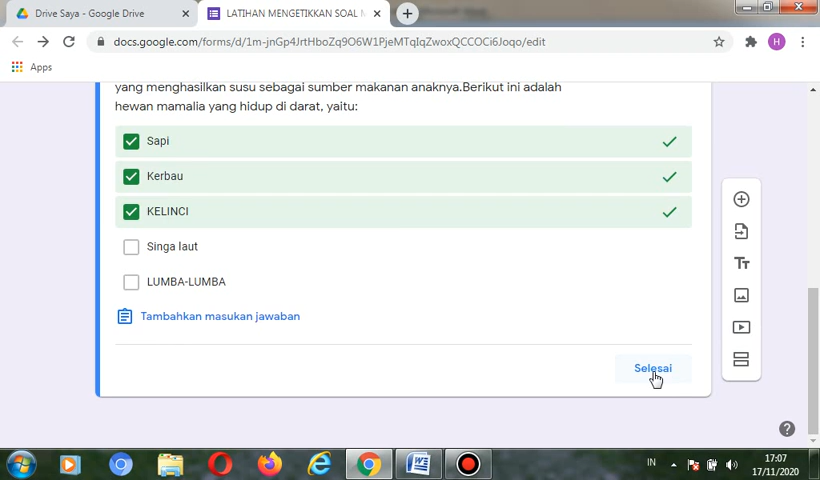 Drive Saya - Google Drive
LATIHAN MENGETIKKAN SOAL M
docs.google.com/forms/d/1m-jnGp4JrtHboZq9O6W1PjeMTqIqZwoxQCCOCi6Joqo/edit
H
Apps
yang menghasilkan susu sebagai sumber makanan anaknya.Berikut ini adalah
hewan mamalia yang hidup di darat, yaitu:
Sapi
Kerbau
KELINCI
Singa laut
LUMBA-LUMBA
Tambahkan masukan jawaban
Selesai
TT
IN
17:07
17/11/2020